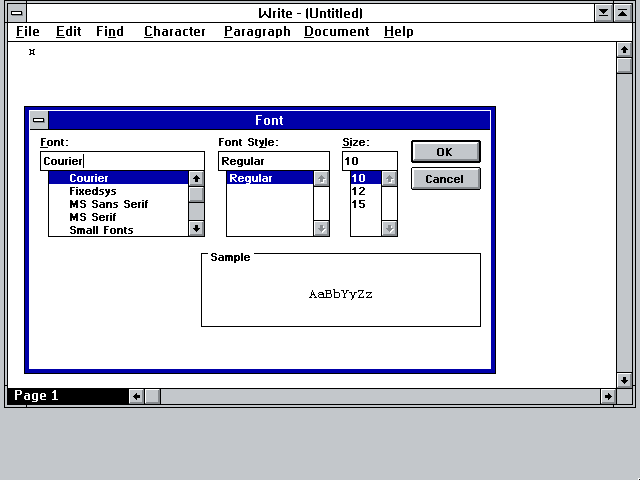 Write - (Untitled)
File Edit Find Character Paragraph Document Help
¤
Font
Font: Font Style: Size:
Courier Regular 10
Courier Regular 10
Fixedsys 12
MS Sans Serif 15
MS Serif
Small Fonts
OK
Cancel
Sample
AaBbYyZz
Page 1